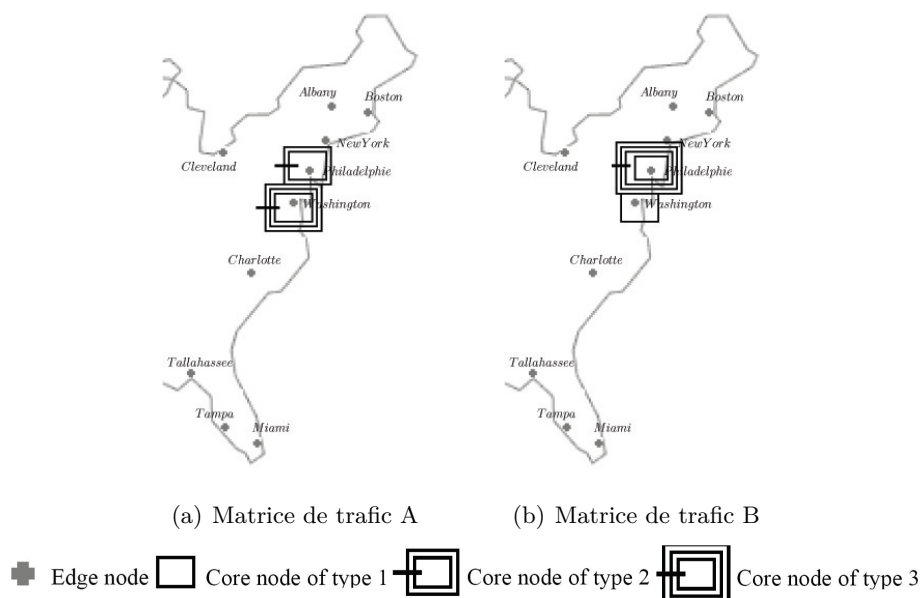 Albany
Boston
NewYork
Cleveland
Philadelphie
Washington
Charlotte
Tallahassee
Tampa
Miami
Albany
Boston
NewYork
Cleveland
Philadelphie
Washington
Charlotte
Tallahassee
Tampa
Miami
(a) Matrice de trafic A
(b) Matrice de trafic B
Edge node Core node of type 1 Core node of type 2 Core node of type 3